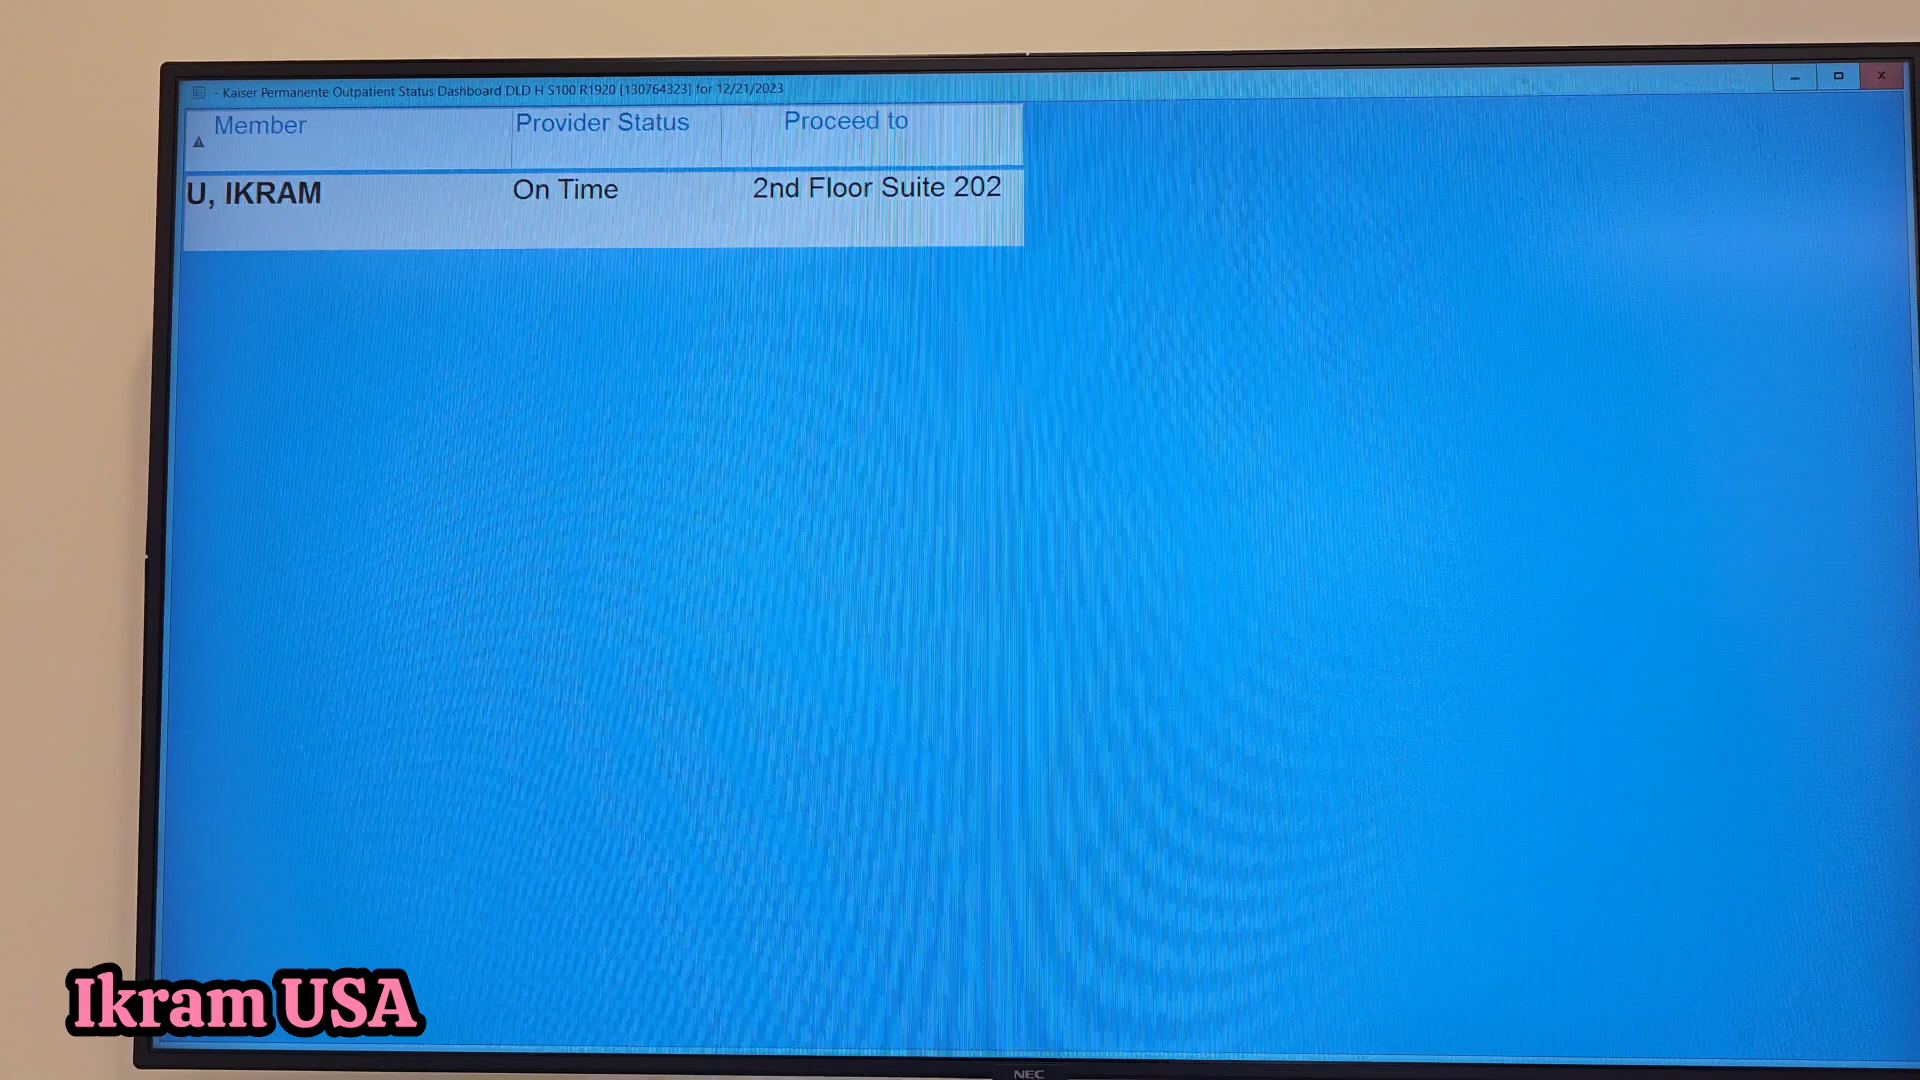 - Kaiser Permanente Outpatient Status Dashboard DLD H S100 R1920 [130764323] for 12/21/2023
Member Provider Status Proceed to
U, IKRAM On Time 2nd Floor Suite 202
Ikram USA
NEC